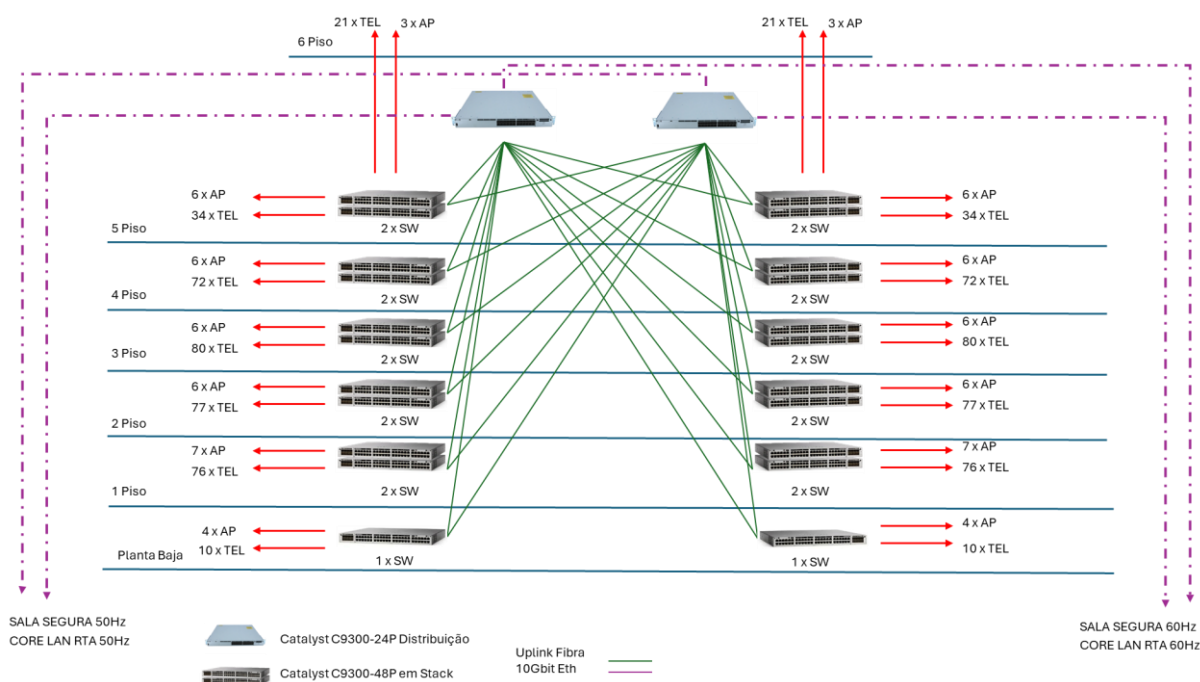 21 x TEL
3 x AP
21 x TEL
3 x AP
6 Piso
6 x AP
34 x TEL
2 x SW
5 Piso
6 x AP
34 x TEL
2 x SW
6 x AP
72 x TEL
2 x SW
4 Piso
6 x AP
72 x TEL
2 x SW
6 x AP
80 x TEL
2 x SW
3 Piso
6 x AP
80 x TEL
2 x SW
6 x AP
77 x TEL
2 x SW
2 Piso
6 x AP
77 x TEL
2 x SW
7 x AP
76 x TEL
2 x SW
1 Piso
7 x AP
76 x TEL
2 x SW
4 x AP
10 x TEL
1 x SW
Planta Baja
4 x AP
10 x TEL
1 x SW
SALA SEGURA 50Hz
CORE LAN RTA 50Hz
SALA SEGURA 60Hz
CORE LAN RTA 60Hz
Catalyst C9300-24P Distribuição
Catalyst C9300-48P em Stack
Uplink Fibra
10Gbit Eth